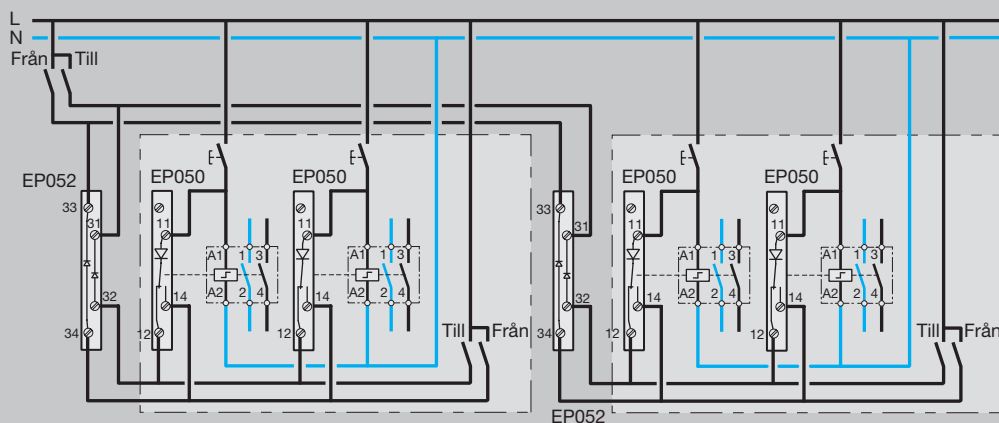 L
N
Från Till
EP052 EP050 EP050 EP050 EP050
33 31 11 11 33 31 11 11
A1 1 3 A1 1 3 A1 1 3 A1 1 3
A2 2 4 A2 2 4 A2 2 4 A2 2 4
32 14 14 32 14 14
34 12 12 Till Från 34 12 12 Till Från
EP052